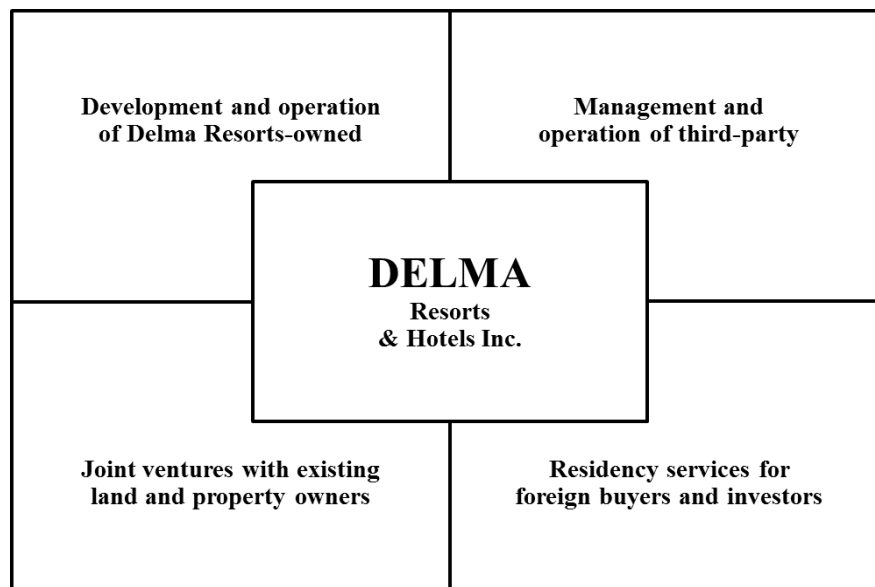 Development and operation
of Delma Resorts-owned
Management and
operation of third-party
DELMA
Resorts
& Hotels Inc.
Joint ventures with existing
land and property owners
Residency services for
foreign buyers and investors